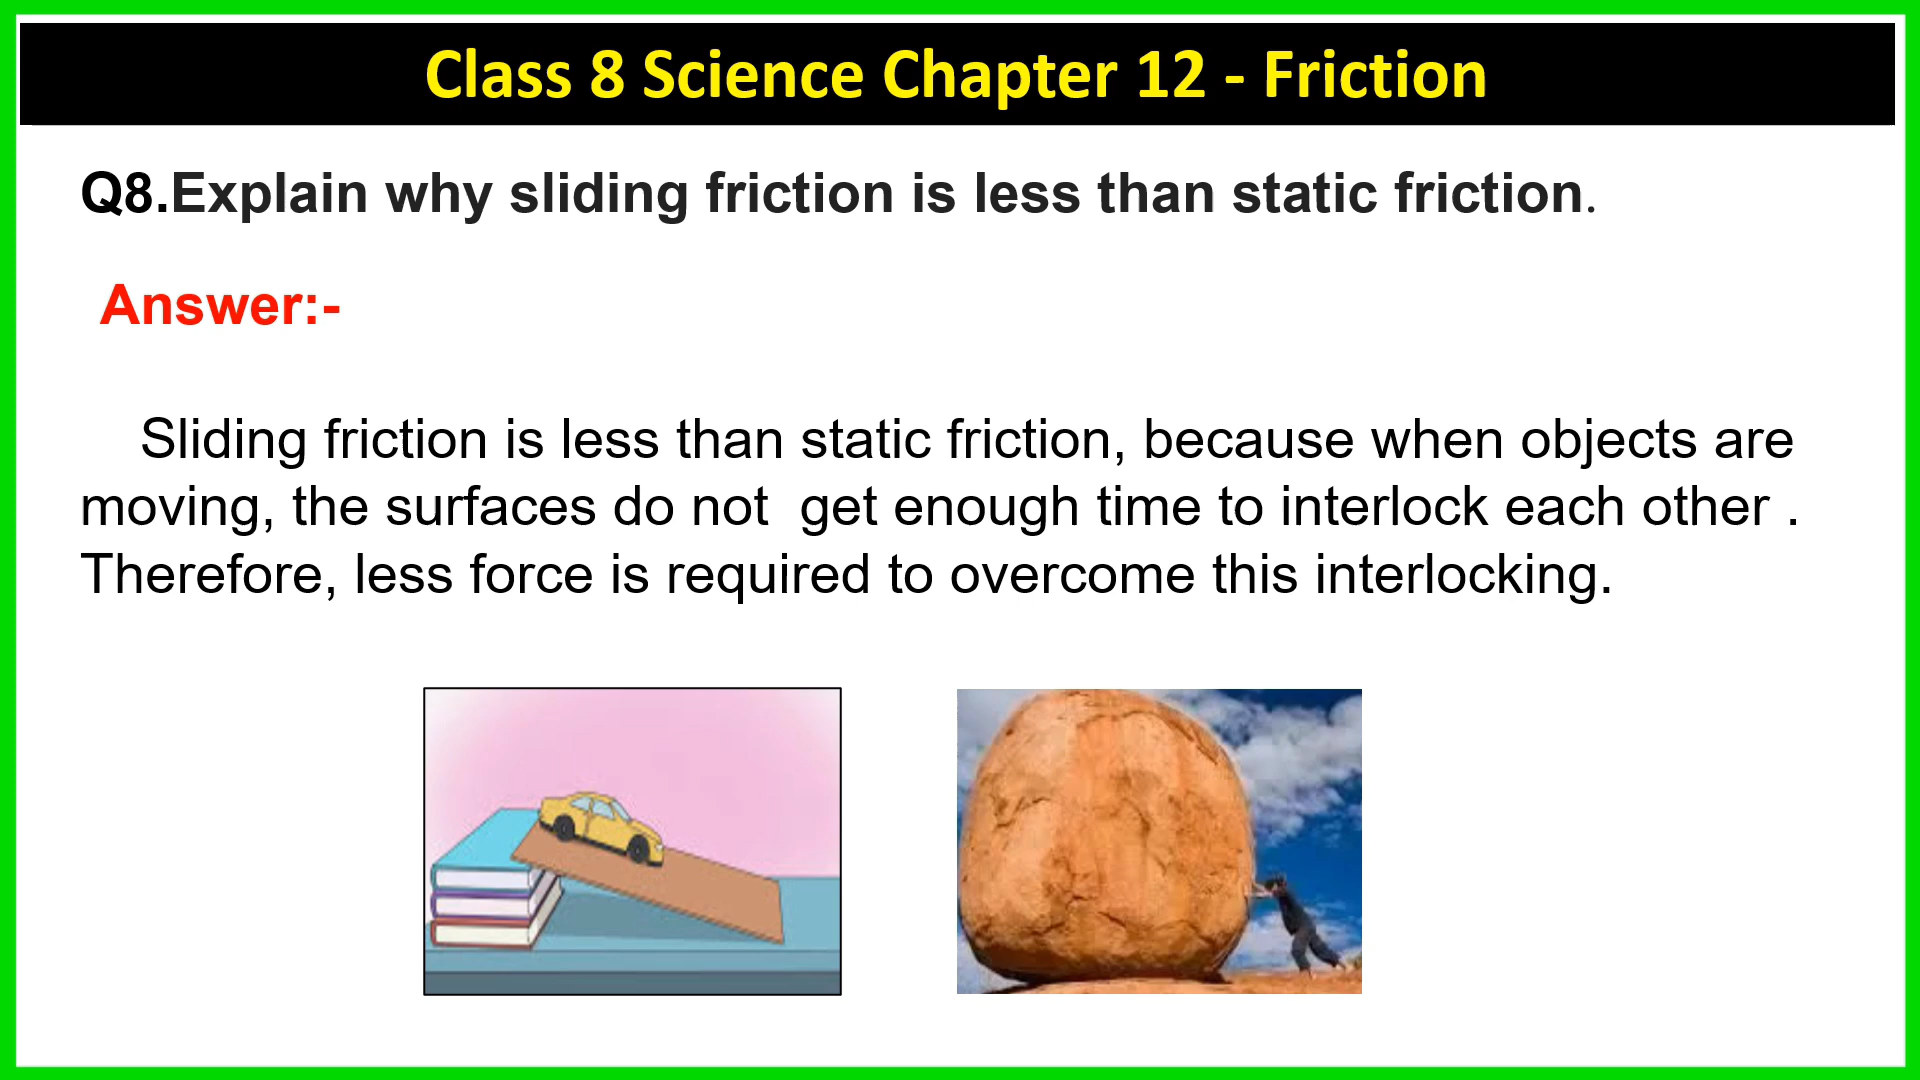 Class 8 Science Chapter 12 - Friction
Q8.Explain why sliding friction is less than static friction.
Answer:-
Sliding friction is less than static friction, because when objects are
moving, the surfaces do not  get enough time to interlock each other .
Therefore, less force is required to overcome this interlocking.